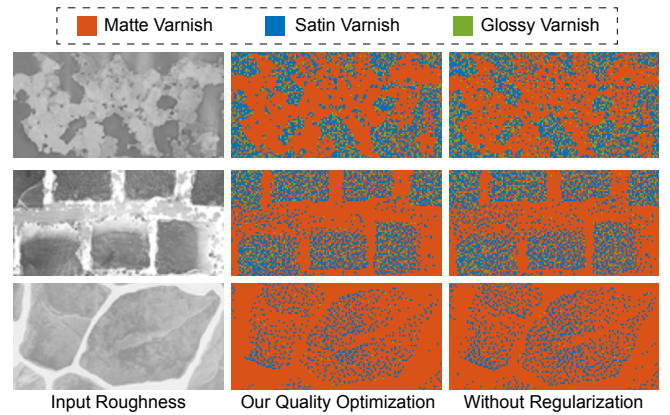 Matte Varnish Satin Varnish Glossy Varnish
Input Roughness Our Quality Optimization Without Regularization